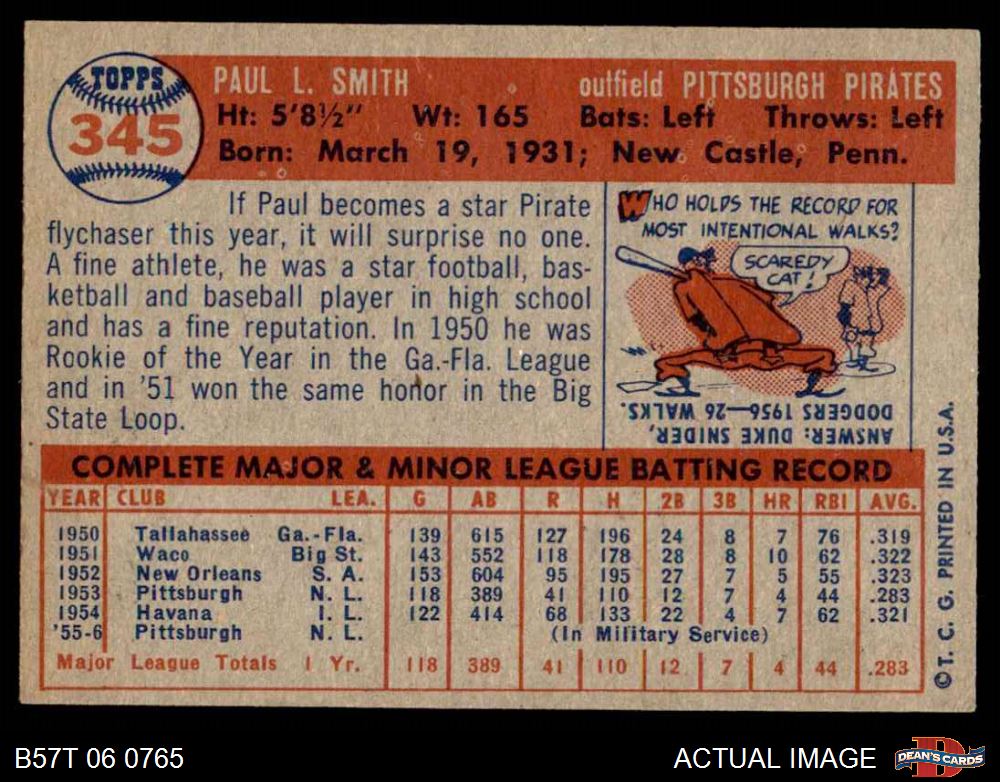 TOPPS
345
PAUL L. SMITH outfield PITTSBURGH PIRATES
Ht: 5'8½" Wt: 165 Bats: Left Throws: Left
Born: March 19, 1931; New Castle, Penn.
If Paul becomes a star Pirate
flychaser this year, it will surprise no one.
A fine athlete, he was a star football, bas-
ketball and baseball player in high school
and has a fine reputation. In 1950 he was
Rookie of the Year in the Ga.-Fla. League
and in '51 won the same honor in the Big
State Loop.
WHO HOLDS THE RECORD FOR
MOST INTENTIONAL WALKS?
SCAREDY
CAT!
ANSWER: DUKE SNIDER,
DODGERS 1956—26 WALKS.
COMPLETE MAJOR & MINOR LEAGUE BATTING RECORD
YEAR CLUB LEA. G AB R H 2B 3B HR RBI AVG.
1950 Tallahassee Ga.-Fla. 139 615 127 196 24 8 7 76 .319
1951 Waco Big St. 143 552 118 178 28 8 10 62 .322
1952 New Orleans S. A. 153 604 95 195 27 7 5 55 .323
1953 Pittsburgh N. L. 118 389 41 110 12 7 4 44 .283
1954 Havana I. L. 122 414 68 133 22 4 7 62 .321
'55-6 Pittsburgh N. L. (In Military Service)
Major League Totals 1 Yr. 118 389 41 110 12 7 4 44 .283
© T. C. G. PRINTED IN U.S.A.
B57T 06 0765
ACTUAL IMAGE
DEAN'S CARDS